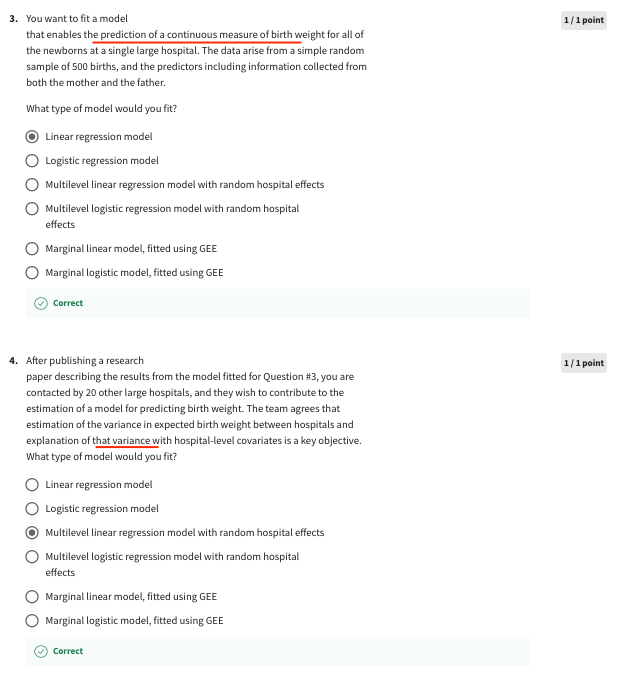 3. You want to fit a model
1 / 1 point
that enables the prediction of a continuous measure of birth weight for all of
the newborns at a single large hospital. The data arise from a simple random
sample of 500 births, and the predictors including information collected from
both the mother and the father.
What type of model would you fit?
Linear regression model
Logistic regression model
Multilevel linear regression model with random hospital effects
Multilevel logistic regression model with random hospital
effects
Marginal linear model, fitted using GEE
Marginal logistic model, fitted using GEE
Correct
4. After publishing a research
1 / 1 point
paper describing the results from the model fitted for Question #3, you are
contacted by 20 other large hospitals, and they wish to contribute to the
estimation of a model for predicting birth weight. The team agrees that
estimation of the variance in expected birth weight between hospitals and
explanation of that variance with hospital-level covariates is a key objective.
What type of model would you fit?
Linear regression model
Logistic regression model
Multilevel linear regression model with random hospital effects
Multilevel logistic regression model with random hospital
effects
Marginal linear model, fitted using GEE
Marginal logistic model, fitted using GEE
Correct